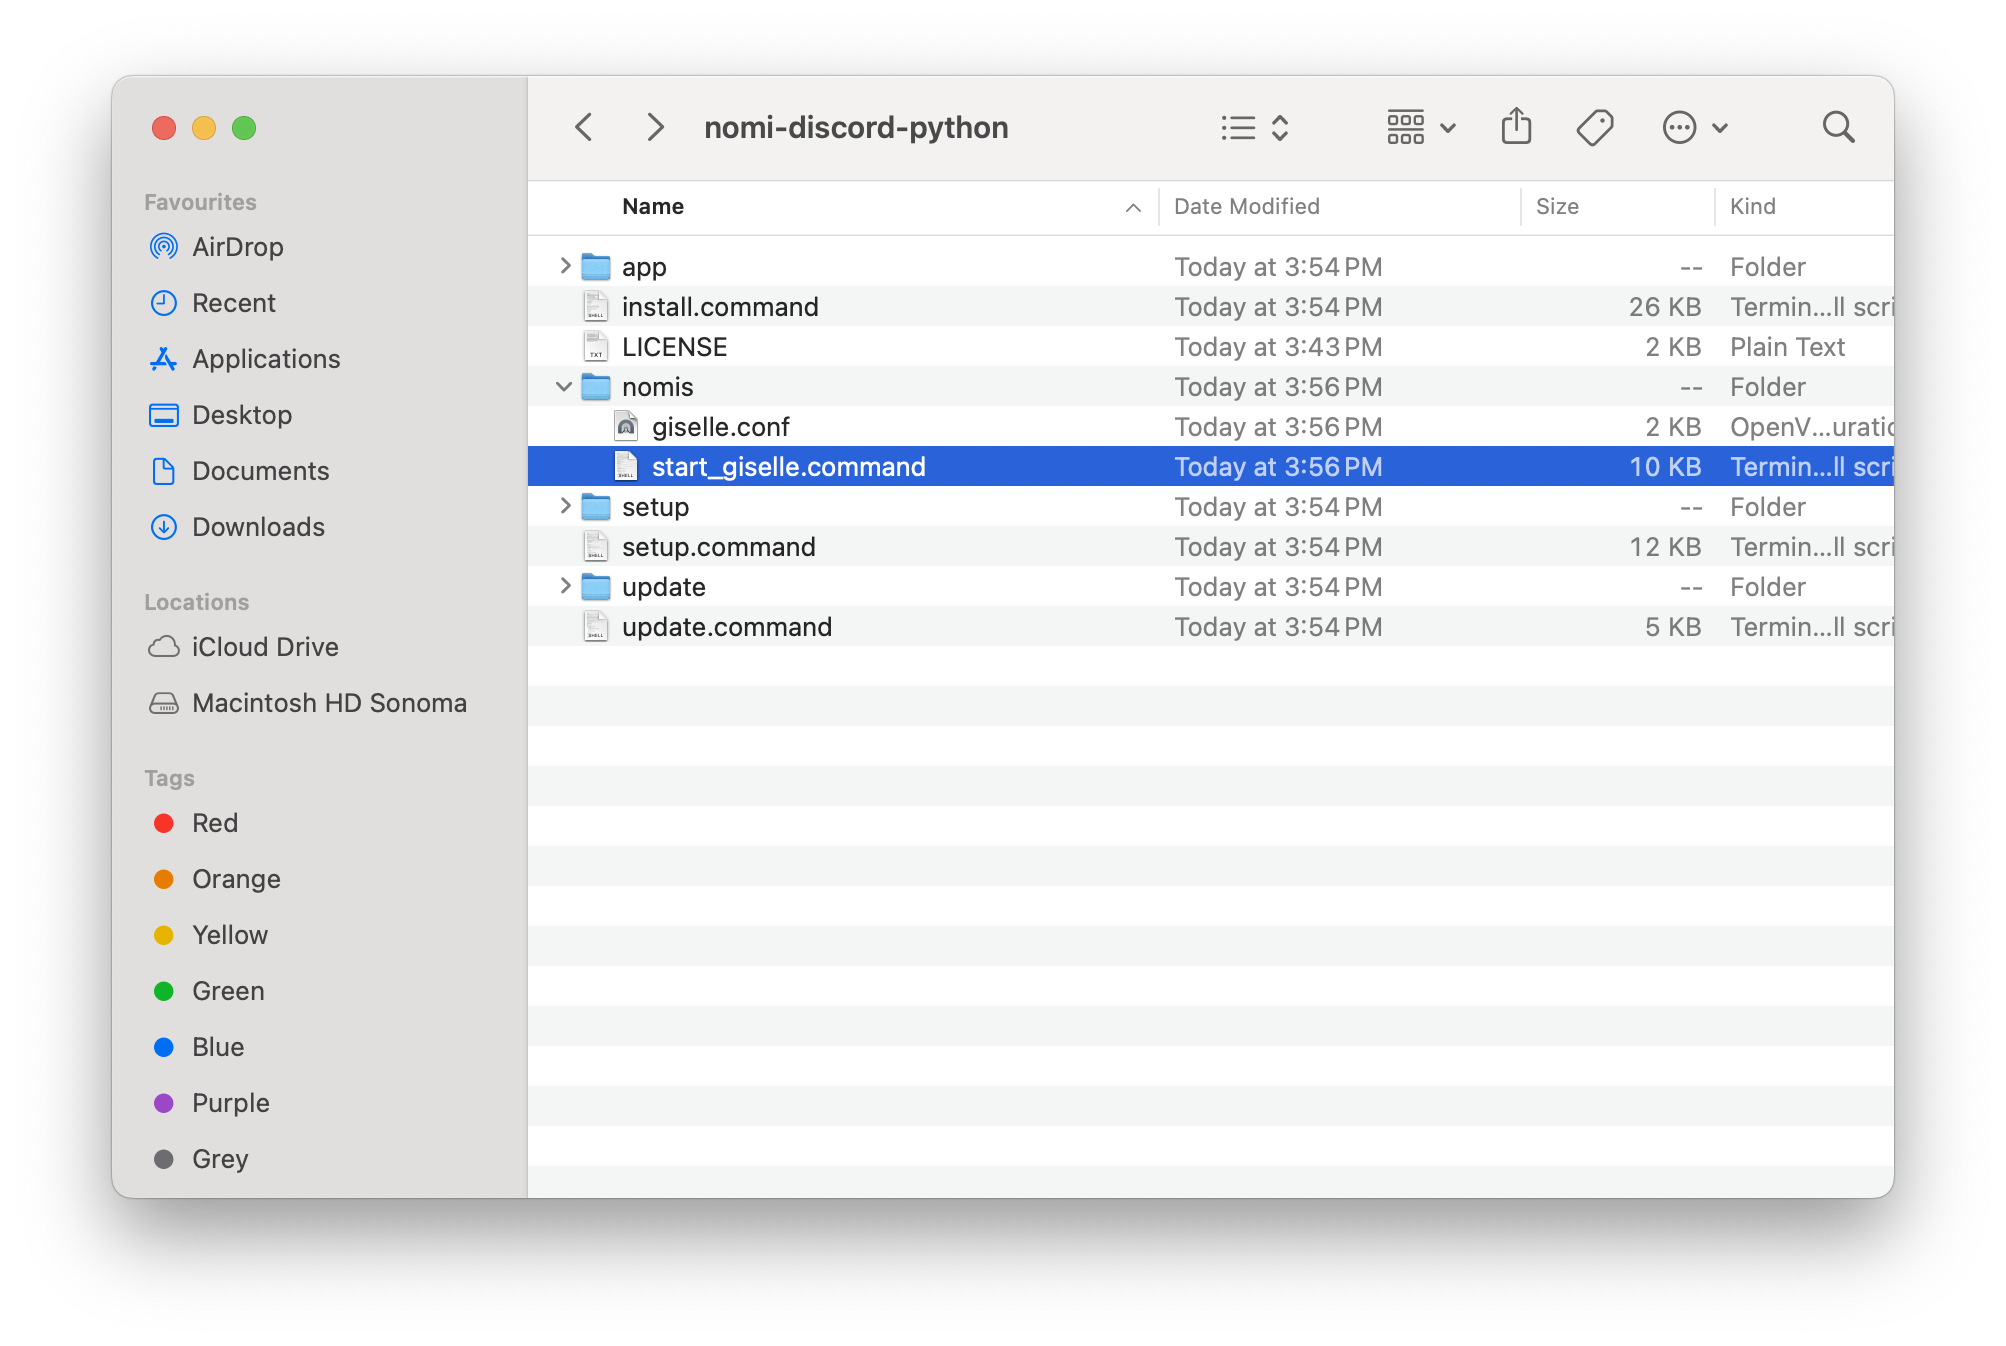 nomi-discord-python
Favourites
AirDrop
Recent
Applications
Desktop
Documents
Downloads
Locations
iCloud Drive
Macintosh HD Sonoma
Tags
Red
Orange
Yellow
Green
Blue
Purple
Grey
Name Date Modified Size Kind
app Today at 3:54 PM -- Folder
install.command Today at 3:54 PM 26 KB Termin...ll scri
LICENSE Today at 3:43 PM 2 KB Plain Text
nomis Today at 3:56 PM -- Folder
giselle.conf Today at 3:56 PM 2 KB OpenV...uratio
start_giselle.command Today at 3:56 PM 10 KB Termin...ll scri
setup Today at 3:54 PM -- Folder
setup.command Today at 3:54 PM 12 KB Termin...ll scri
update Today at 3:54 PM -- Folder
update.command Today at 3:54 PM 5 KB Termin...ll scri